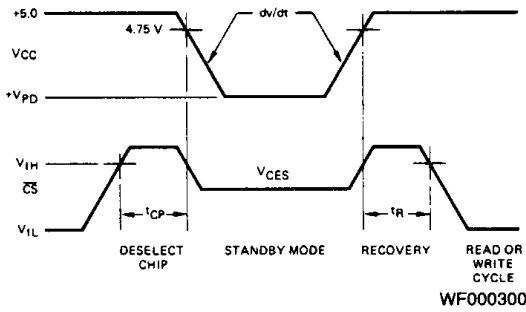 +5.0
dv/dt
4.75 V
VCC
+VPD
VIH
VCES
CS
tCP
tR
VIL
DESELECT CHIP
STANDBY MODE
RECOVERY
READ OR WRITE CYCLE
WF000300